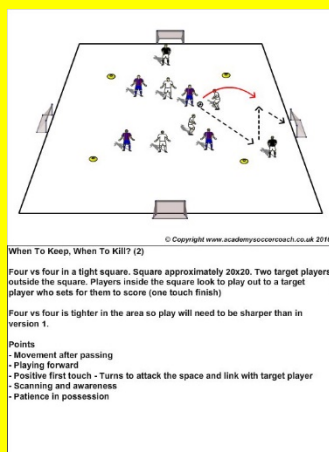 © Copyright www.academysoccercoach.co.uk 2016
When To Keep, When To Kill? (2)
Four vs four in a tight square. Square approximately 20x20. Two target players
outside the square. Players inside the square look to play out to a target
player who sets for them to score (one touch finish)
Four vs four is tighter in the area so play will need to be sharper than in
version 1.
Points
- Movement after passing
- Playing forward
- Positive first touch - Turns to attack the space and link with target player
- Scanning and awareness
- Patience in possession